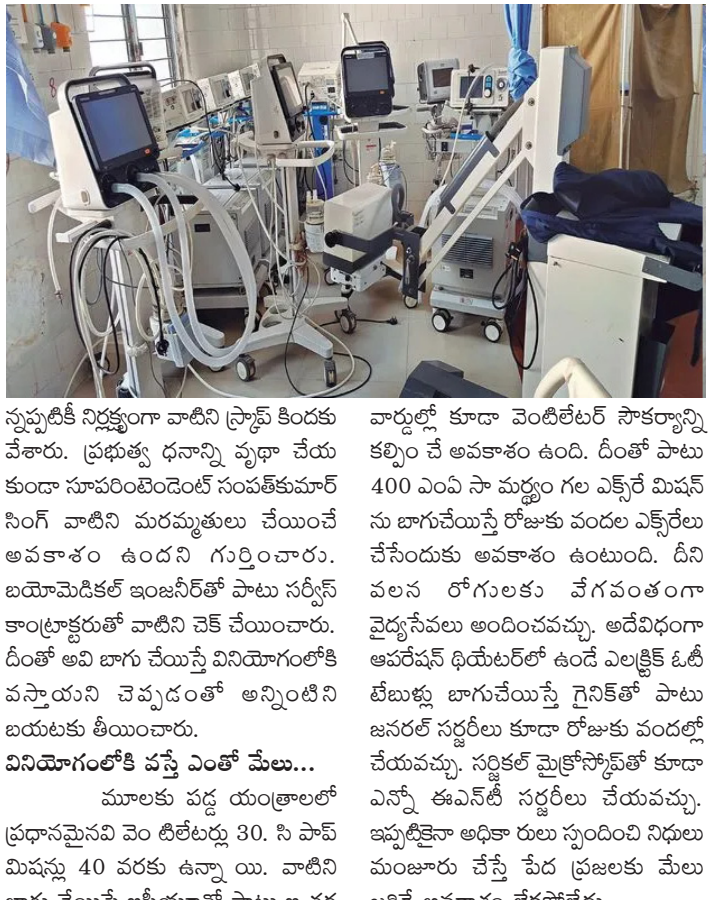 న్నప్పటికీ నిర్లక్ష్యంగా వాటిని స్క్రాప్ కిందకు
వేశారు. ప్రభుత్వ ధనాన్ని వృథా చేయ
కుండా సూపరింటెండెంట్ సంపత్‌కుమార్
సింగ్ వాటిని మరమ్మతులు చేయించే
అవకాశం ఉందని గుర్తించారు.
బయోమెడికల్ ఇంజనీర్‌తో పాటు సర్వీస్
కాంట్రాక్టరుతో వాటిని చెక్ చేయించారు.
దీంతో అవి బాగు చేయిస్తే వినియోగంలోకి
వస్తాయని చెప్పడంతో అన్నింటిని
బయటకు తీయించారు.
వినియోగంలోకి వస్తే ఎంతో మేలు...
మూలకు పడ్డ యంత్రాలలో
ప్రధానమైనవి వెం టిలేటర్లు 30. సి పాప్
మిషన్లు 40 వరకు ఉన్నా యి. వాటిని
వార్డుల్లో కూడా వెంటిలేటర్ సౌకర్యాన్ని
కల్పిం చే అవకాశం ఉంది. దీంతో పాటు
400 ఎంఏ సా మర్థ్యం గల ఎక్స్‌రే మిషన్
ను బాగుచేయిస్తే రోజుకు వందల ఎక్స్‌రేలు
చేసేందుకు అవకాశం ఉంటుంది. దీని
వలన రోగులకు వేగవంతంగా
వైద్యసేవలు అందించవచ్చు. అదేవిధంగా
ఆపరేషన్ థియేటర్‌లో ఉండే ఎలక్ట్రిక్ ఓటీ
టేబుళ్లు బాగుచేయిస్తే గైనిక్‌తో పాటు
జనరల్ సర్జరీలు కూడా రోజుకు వందల్లో
చేయవచ్చు. సర్జికల్ మైక్రోస్కోప్‌తో కూడా
ఎన్నో ఈఎన్‌టీ సర్జరీలు చేయవచ్చు.
ఇప్పటికైనా అధికా రులు స్పందించి నిధులు
మంజూరు చేస్తే పేద ప్రజలకు మేలు